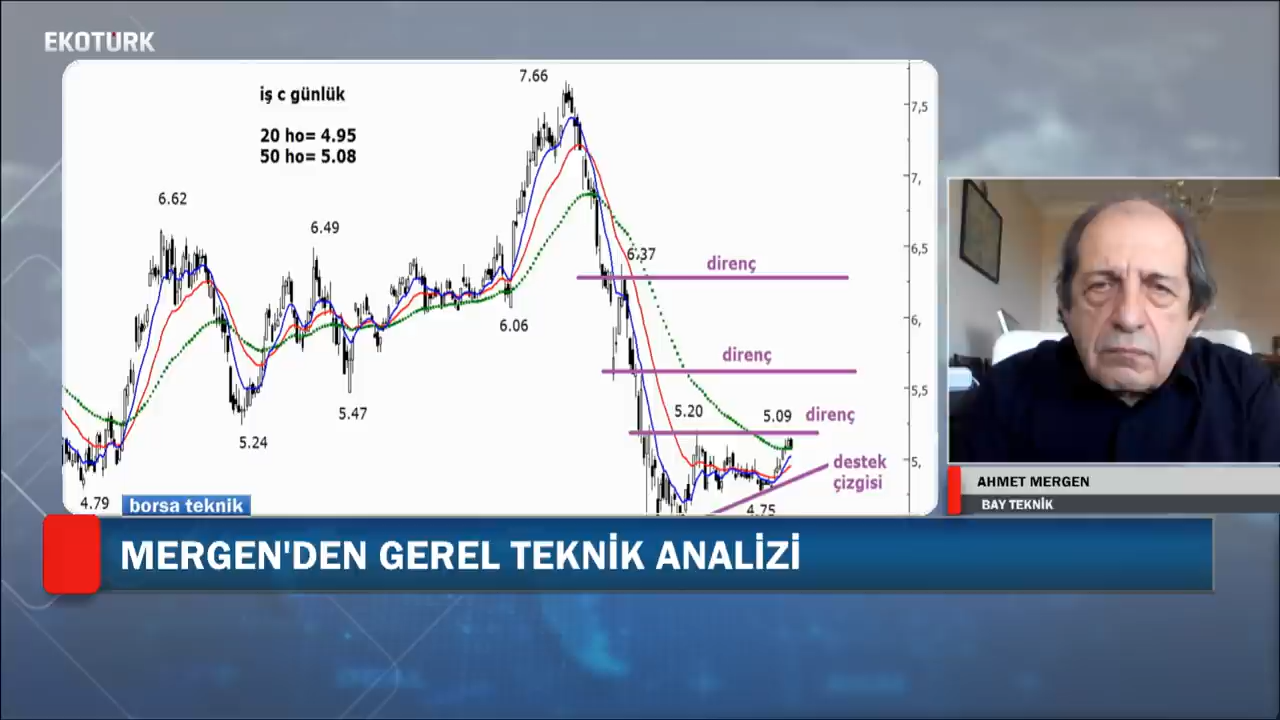 EKOTÜRK
iş c günlük
20 ho= 4.95
50 ho= 5.08
7.66
6.62
6.49
6.37
6.06
5.47
5.24
5.20
5.09
4.79
4.75
direnç
direnç
direnç
destek
çizgisi
7,5
7,
6,5
6,
5,5
5,
borsa teknik
AHMET MERGEN
BAY TEKNİK
MERGEN'DEN GEREL TEKNİK ANALİZİ